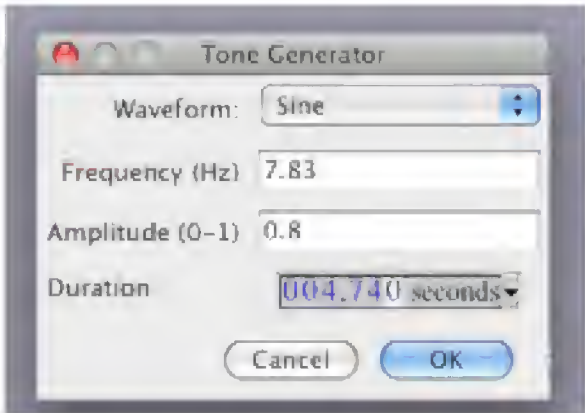 Tone Generator
Waveform: Sine
Frequency (Hz) 7.83
Amplitude (0-1) 0.8
Duration 004.740 seconds
Cancel OK